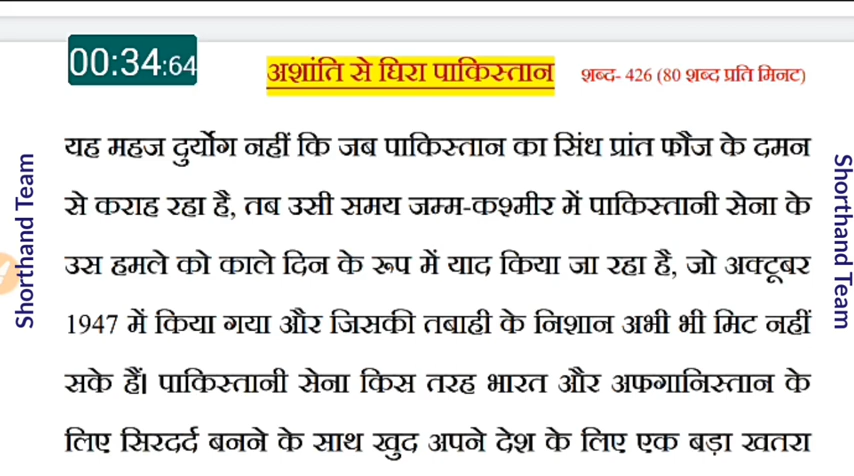 00:34:64
अशांति से घिरा पाकिस्तान
शब्द- 426 (80 शब्द प्रति मिनट)
यह महज दुर्योग नहीं कि जब पाकिस्तान का सिंध प्रांत फौज के दमन
से कराह रहा है, तब उसी समय जम्म-कश्मीर में पाकिस्तानी सेना के
उस हमले को काले दिन के रूप में याद किया जा रहा है, जो अक्टूबर
1947 में किया गया और जिसकी तबाही के निशान अभी भी मिट नहीं
सके हैं। पाकिस्तानी सेना किस तरह भारत और अफगानिस्तान के
लिए सिरदर्द बनने के साथ खुद अपने देश के लिए एक बड़ा खतरा
Shorthand Team
Shorthand Team